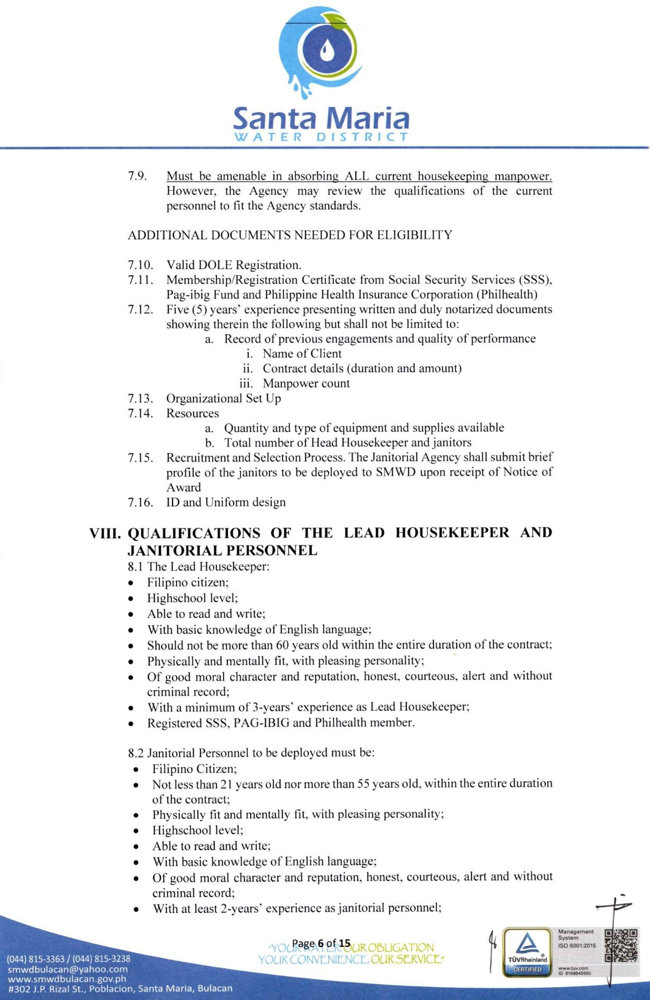 Santa Maria
WATER DISTRICT
7.9. Must be amenable in absorbing ALL current housekeeping manpower.
However, the Agency may review the qualifications of the current
personnel to fit the Agency standards.
ADDITIONAL DOCUMENTS NEEDED FOR ELIGIBILITY
7.10. Valid DOLE Registration.
7.11. Membership/Registration Certificate from Social Security Services (SSS),
Pag-ibig Fund and Philippine Health Insurance Corporation (Philhealth)
7.12. Five (5) years’ experience presenting written and duly notarized documents
showing therein the following but shall not be limited to:
a. Record of previous engagements and quality of performance
i. Name of Client
ii. Contract details (duration and amount)
iii. Manpower count
7.13. Organizational Set Up
7.14. Resources
a. Quantity and type of equipment and supplies available
b. Total number of Head Housekeeper and janitors
7.15. Recruitment and Selection Process. The Janitorial Agency shall submit brief
profile of the janitors to be deployed to SMWD upon receipt of Notice of
Award
7.16. ID and Uniform design
VIII. QUALIFICATIONS OF THE LEAD HOUSEKEEPER AND
JANITORIAL PERSONNEL
8.1 The Lead Housekeeper:
• Filipino citizen;
• Highschool level;
• Able to read and write;
• With basic knowledge of English language;
• Should not be more than 60 years old within the entire duration of the contract;
• Physically and mentally fit, with pleasing personality;
• Of good moral character and reputation, honest, courteous, alert and without
criminal record;
• With a minimum of 3-years’ experience as Lead Housekeeper;
• Registered SSS, PAG-IBIG and Philhealth member.
8.2 Janitorial Personnel to be deployed must be:
• Filipino Citizen;
• Not less than 21 years old nor more than 55 years old, within the entire duration
of the contract;
• Physically fit and mentally fit, with pleasing personality;
• Highschool level;
• Able to read and write;
• With basic knowledge of English language;
• Of good moral character and reputation, honest, courteous, alert and without
criminal record;
• With at least 2-years’ experience as janitorial personnel;
Page 6 of 15
"YOUR WATER OUR OBLIGATION
YOUR CONVENIENCE, OUR SERVICE"
(044) 815-3363 / (044) 815-3238
smwdbulacan@yahoo.com
www.smwdbulacan.gov.ph
#302 J.P. Rizal St., Poblacion, Santa Maria, Bulacan
TÜVRheinland
CERTIFIED
Management
System
ISO 9001:2015
www.tuv.com
ID 9108645560